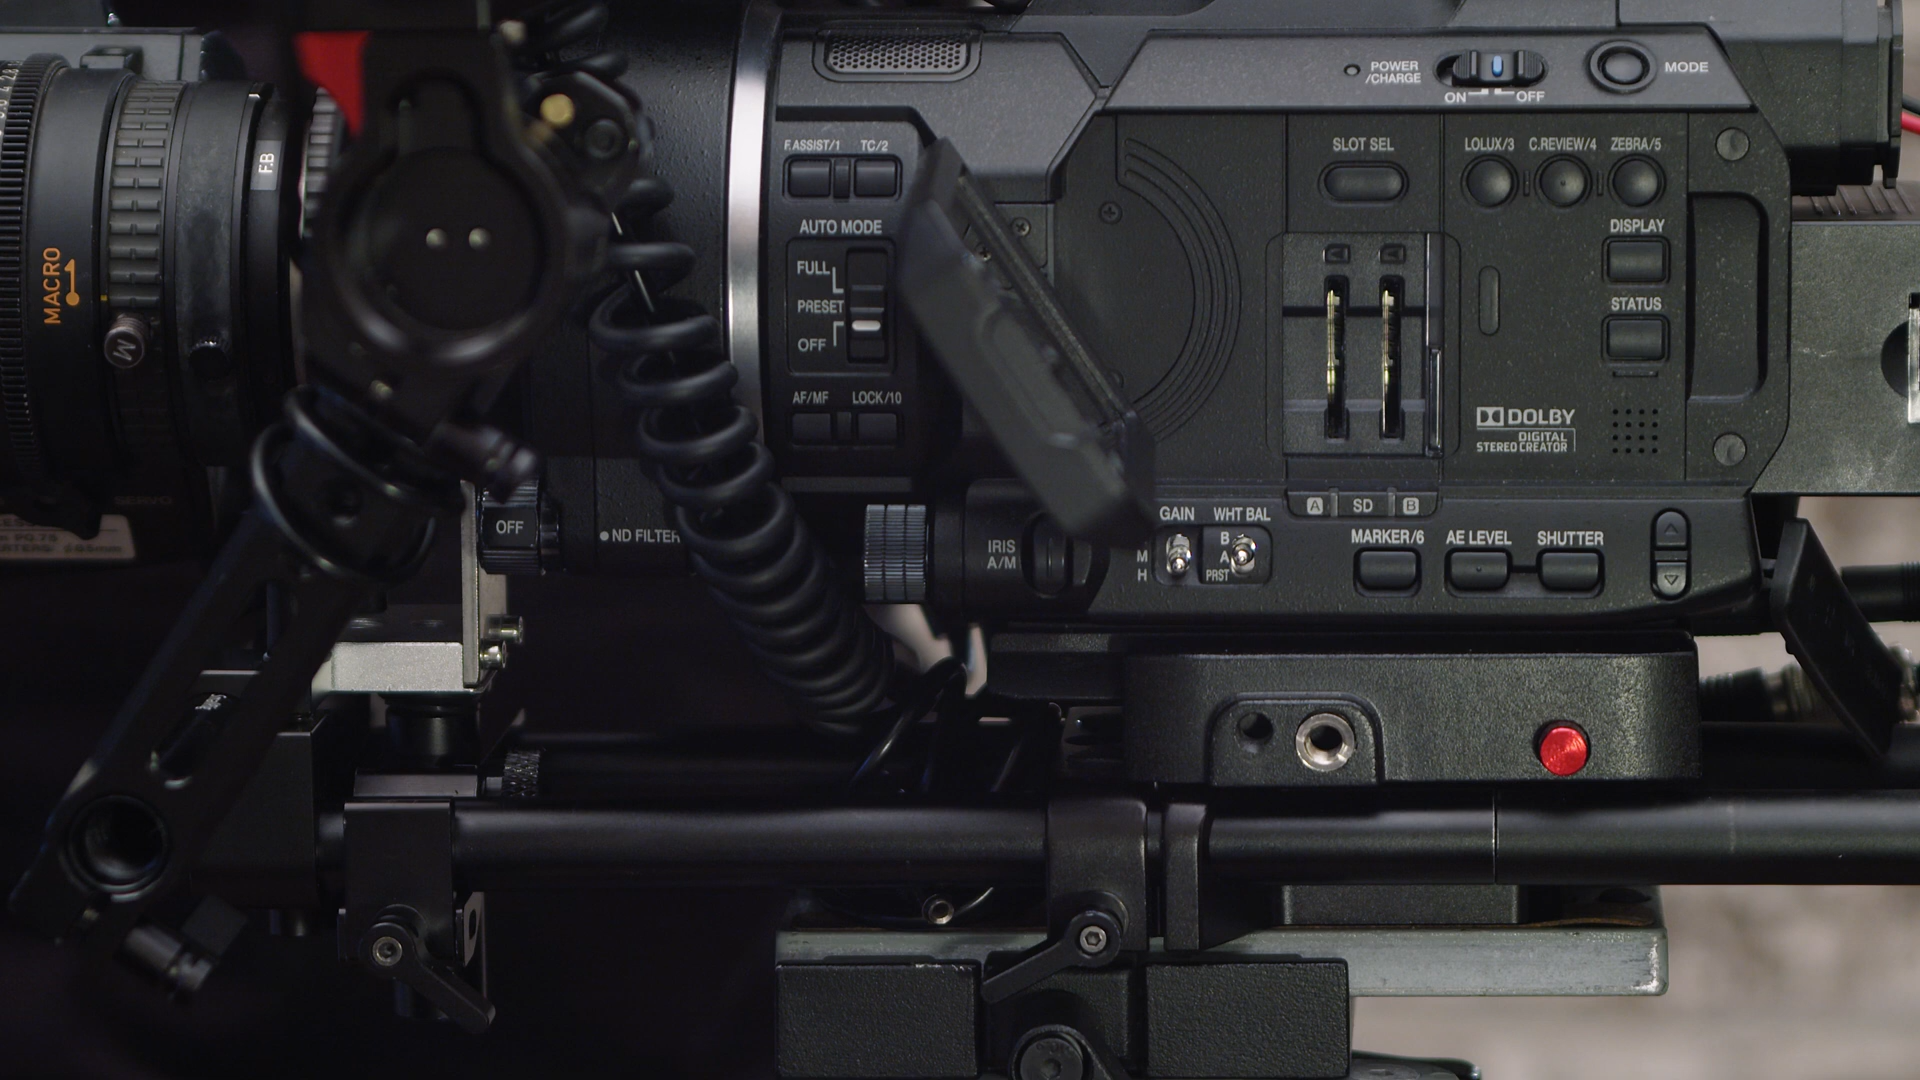 POWER
/CHARGE
ON
OFF
MODE
F.ASSIST/1
TC/2
SLOT SEL
LOLUX/3
C.REVIEW/4
ZEBRA/5
F.B
AUTO MODE
DISPLAY
FULL
PRESET
OFF
MACRO
STATUS
M
AF/MF
LOCK/10
DOLBY
DIGITAL
STEREO CREATOR
SERVO
A
SD
B
OFF
ND FILTER
GAIN
WHT BAL
IRIS
A/M
M
H
B
A
PRST
MARKER/6
AE LEVEL
SHUTTER